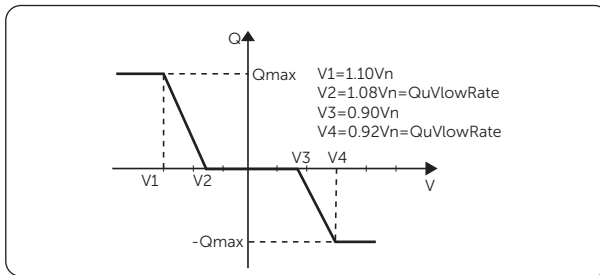 Q
Qmax
V1=1.10Vn
V2=1.08Vn=QuVlowRate
V3=0.90Vn
V4=0.92Vn=QuVlowRate
V1 V2 V3 V4
V
-Qmax